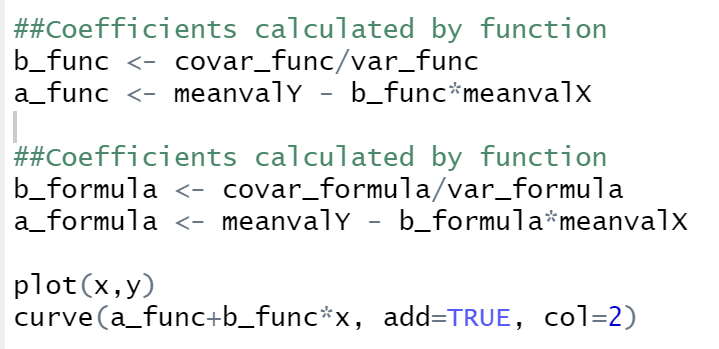 ##Coefficients calculated by function
b_func <- covar_func/var_func
a_func <- meanvalY - b_func*meanvalX
##Coefficients calculated by function
b_formula <- covar_formula/var_formula
a_formula <- meanvalY - b_formula*meanvalX
plot(x,y)
curve(a_func+b_func*x, add=TRUE, col=2)